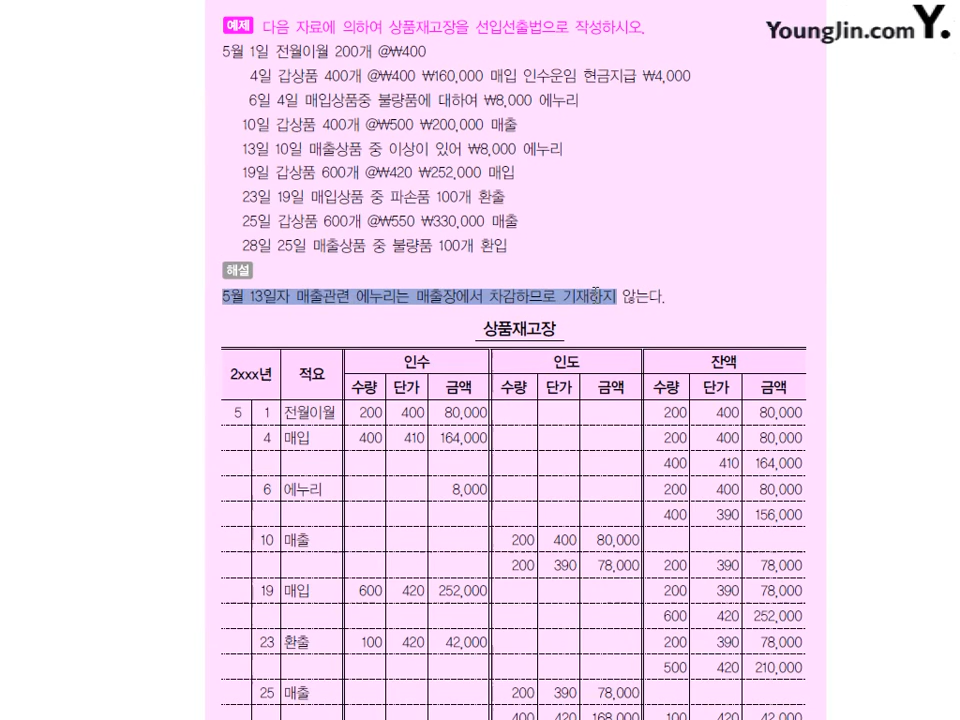 YoungJin.com Y.
예제 다음 자료에 의하여 상품재고장을 선입선출법으로 작성하시오.
5월 1일 전월이월 200개 @₩400
4일 갑상품 400개 @₩400 ₩160,000 매입 인수운임 현금지급 ₩4,000
6일 4일 매입상품중 불량품에 대하여 ₩8,000 에누리
10일 갑상품 400개 @₩500 ₩200,000 매출
13일 10일 매출상품 중 이상이 있어 ₩8,000 에누리
19일 갑상품 600개 @₩420 ₩252,000 매입
23일 19일 매입상품 중 파손품 100개 환출
25일 갑상품 600개 @₩550 ₩330,000 매출
28일 25일 매출상품 중 불량품 100개 환입
해설
5월 13일자 매출관련 에누리는 매출장에서 차감하므로 기재하지 않는다.
상품재고장
2xxx년 적요 인수 인도 잔액
수량 단가 금액 수량 단가 금액 수량 단가 금액
5 1 전월이월 200 400 80,000 200 400 80,000
4 매입 400 410 164,000 200 400 80,000
400 410 164,000
6 에누리 8,000 200 400 80,000
400 390 156,000
10 매출 200 400 80,000
200 390 78,000 200 390 78,000
19 매입 600 420 252,000 200 390 78,000
600 420 252,000
23 환출 100 420 42,000 200 390 78,000
500 420 210,000
25 매출 200 390 78,000
400 420 168,000 100 420 42,000